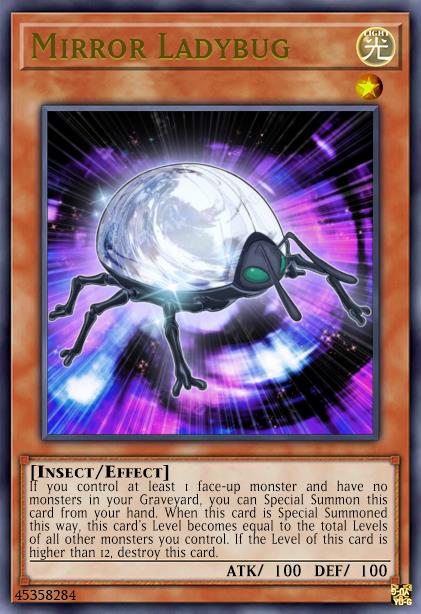 MIRROR LADYBUG
LIGHT
光
[INSECT/EFFECT]
If you control at least 1 face-up monster and have no
monsters in your Graveyard, you can Special Summon this
card from your hand. When this card is Special Summoned
this way, this card's Level becomes equal to the total Levels
of all other monsters you control. If the Level of this card is
higher than 12, destroy this card.
ATK/ 100 DEF/ 100
45358284